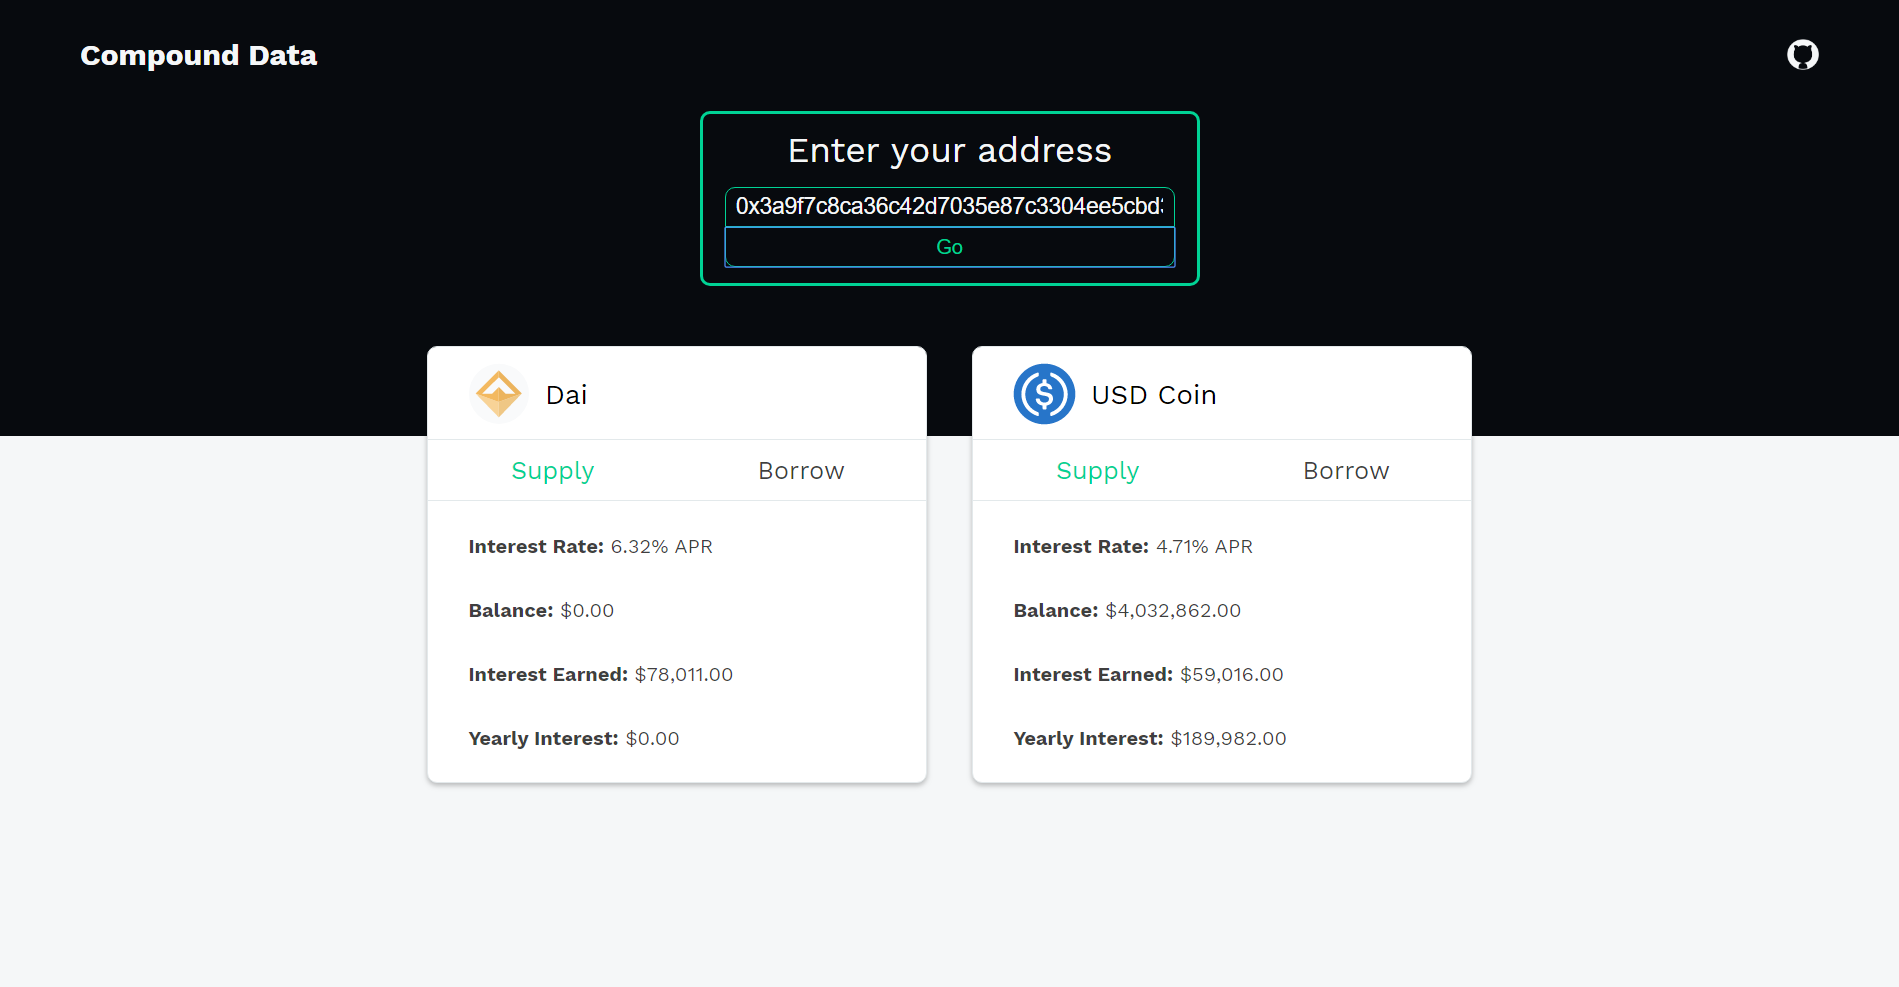 Compound Data
Enter your address
0x3a9f7c8ca36c42d7035e87c3304ee5cbd
Go
Dai
Supply Borrow
Interest Rate: 6.32% APR
Balance: $0.00
Interest Earned: $78,011.00
Yearly Interest: $0.00
USD Coin
Supply Borrow
Interest Rate: 4.71% APR
Balance: $4,032,862.00
Interest Earned: $59,016.00
Yearly Interest: $189,982.00